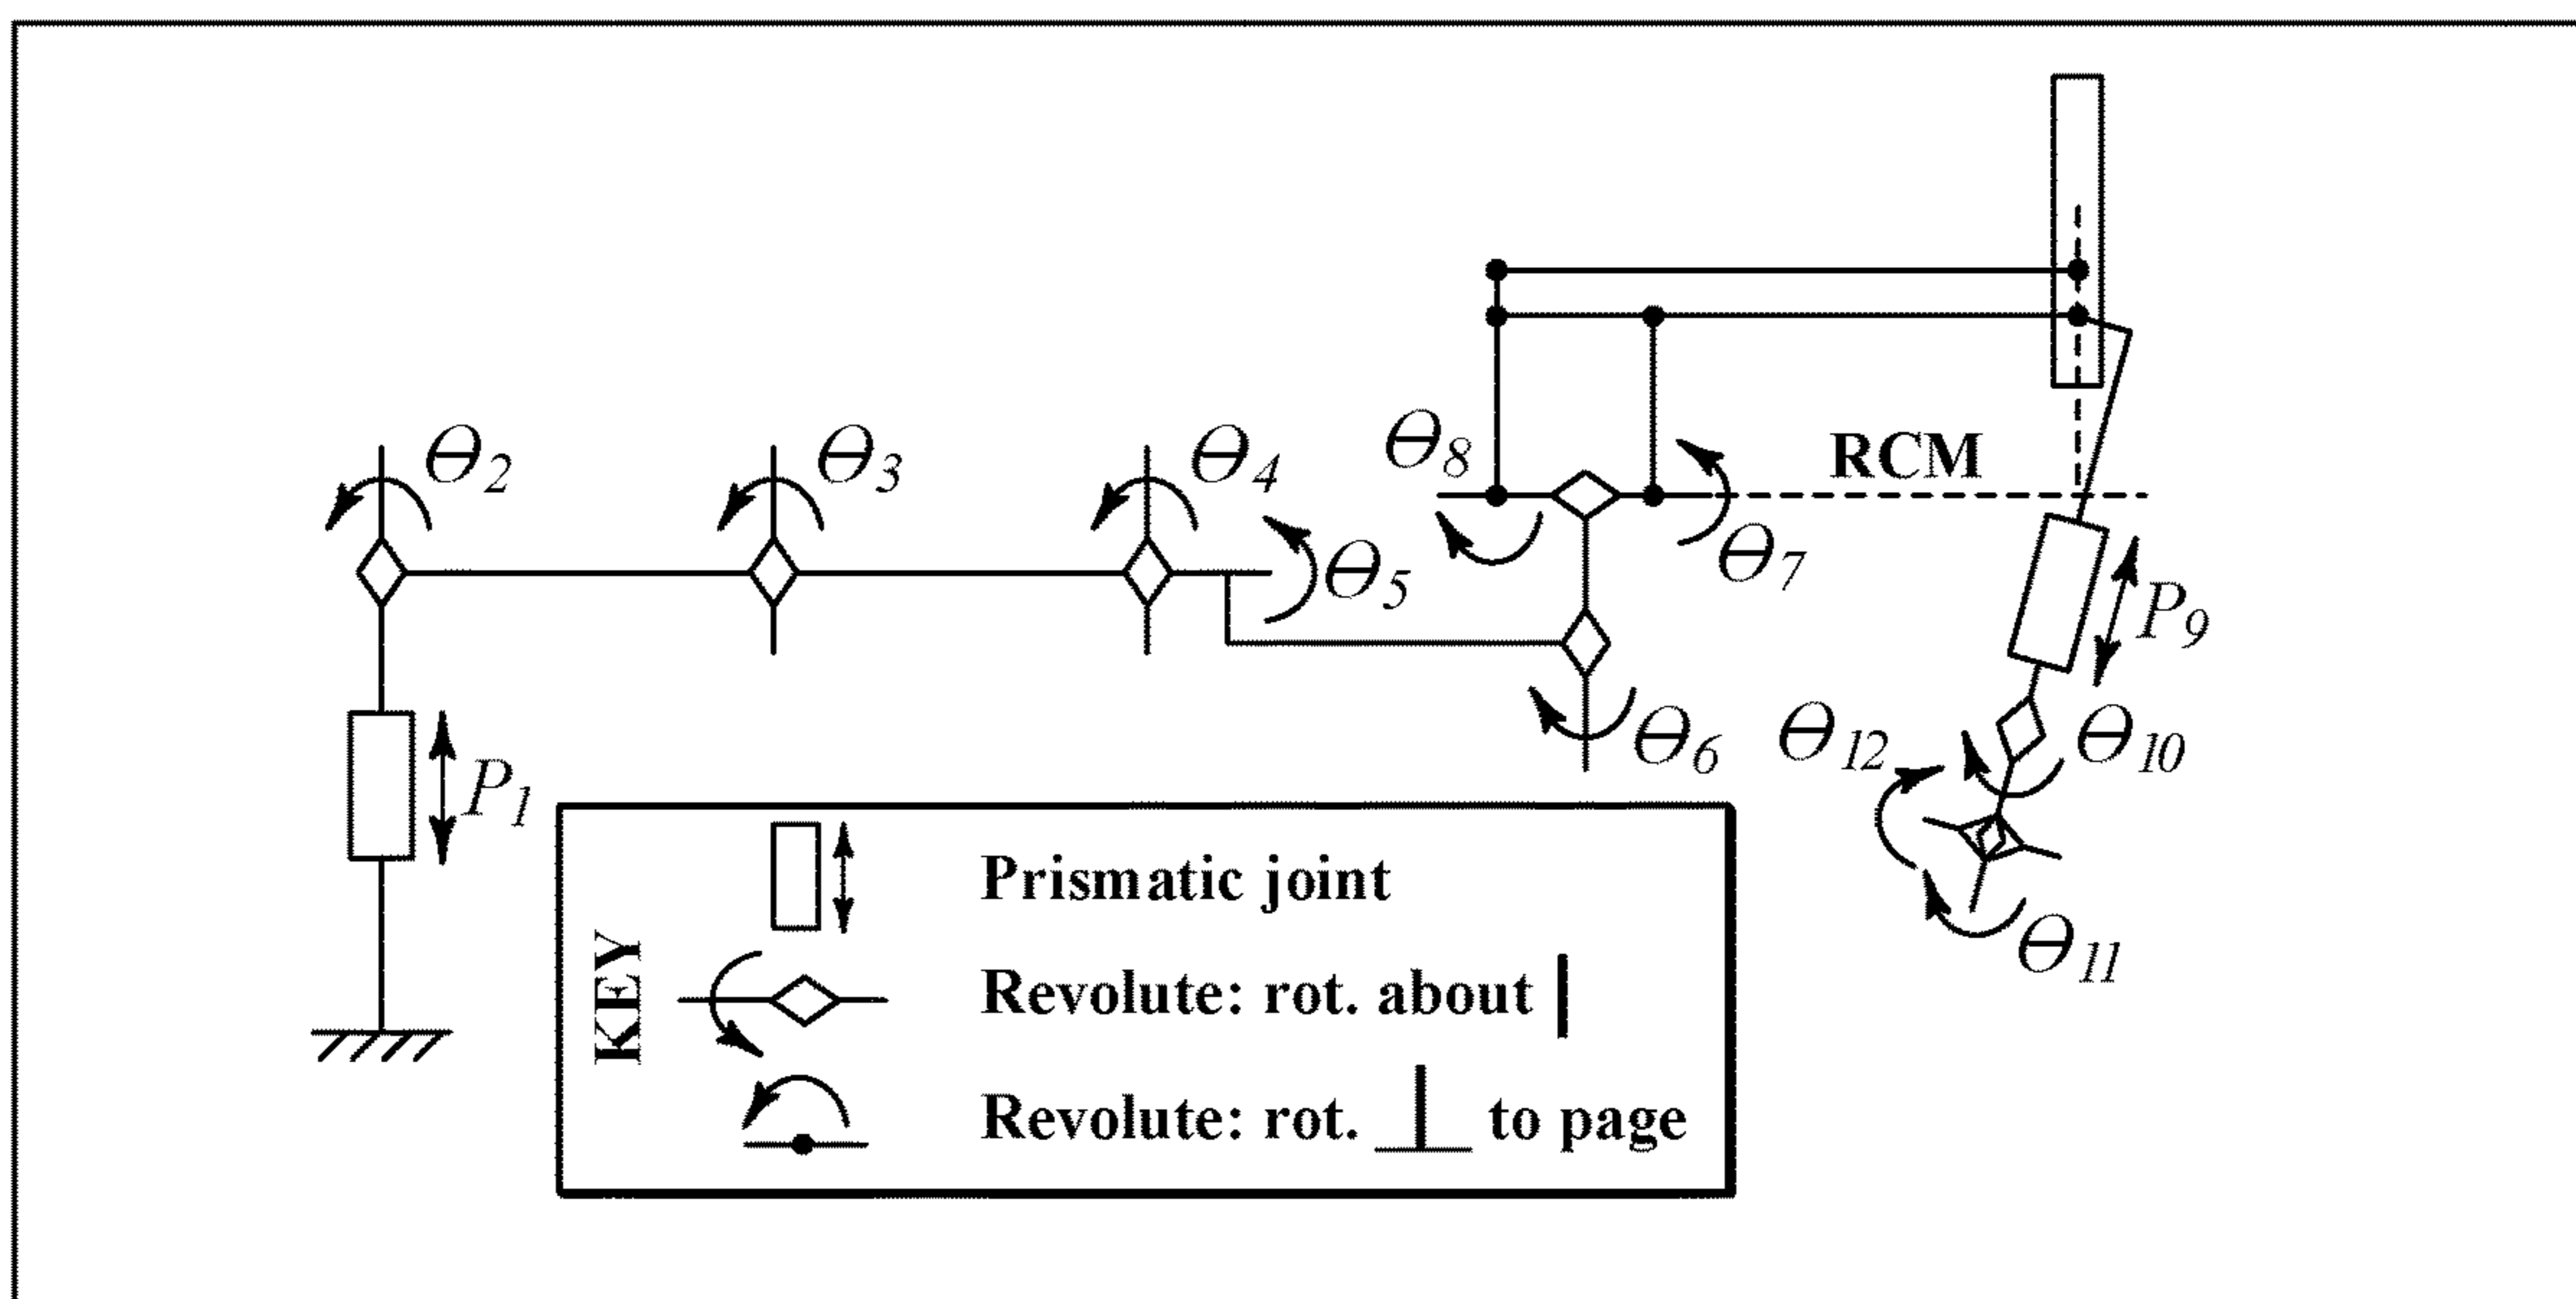 Θ8
RCM
Θ2
Θ3
Θ4
Θ5
Θ7
P9
Θ6
Θ12
Θ10
P1
Θ11
KEY
Prismatic joint
Revolute: rot. about
Revolute: rot. to page